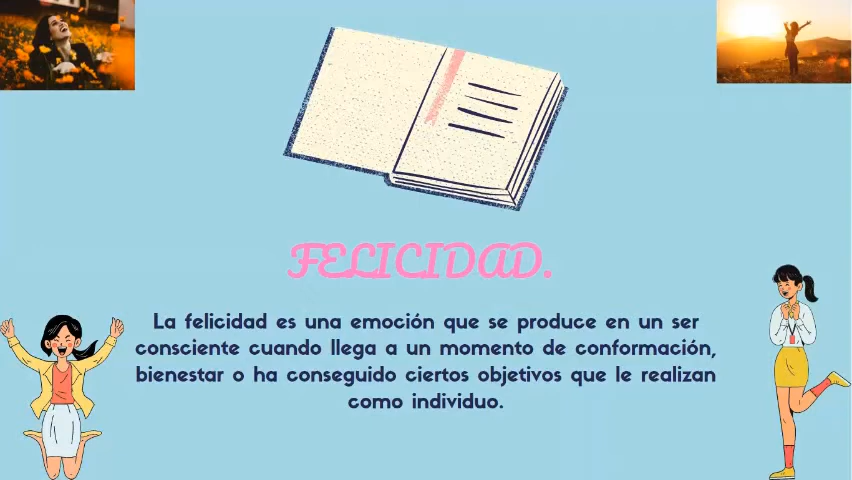 FELICIDAD.
La felicidad es una emoción que se produce en un ser
consciente cuando llega a un momento de conformación,
bienestar o ha conseguido ciertos objetivos que le realizan
como individuo.